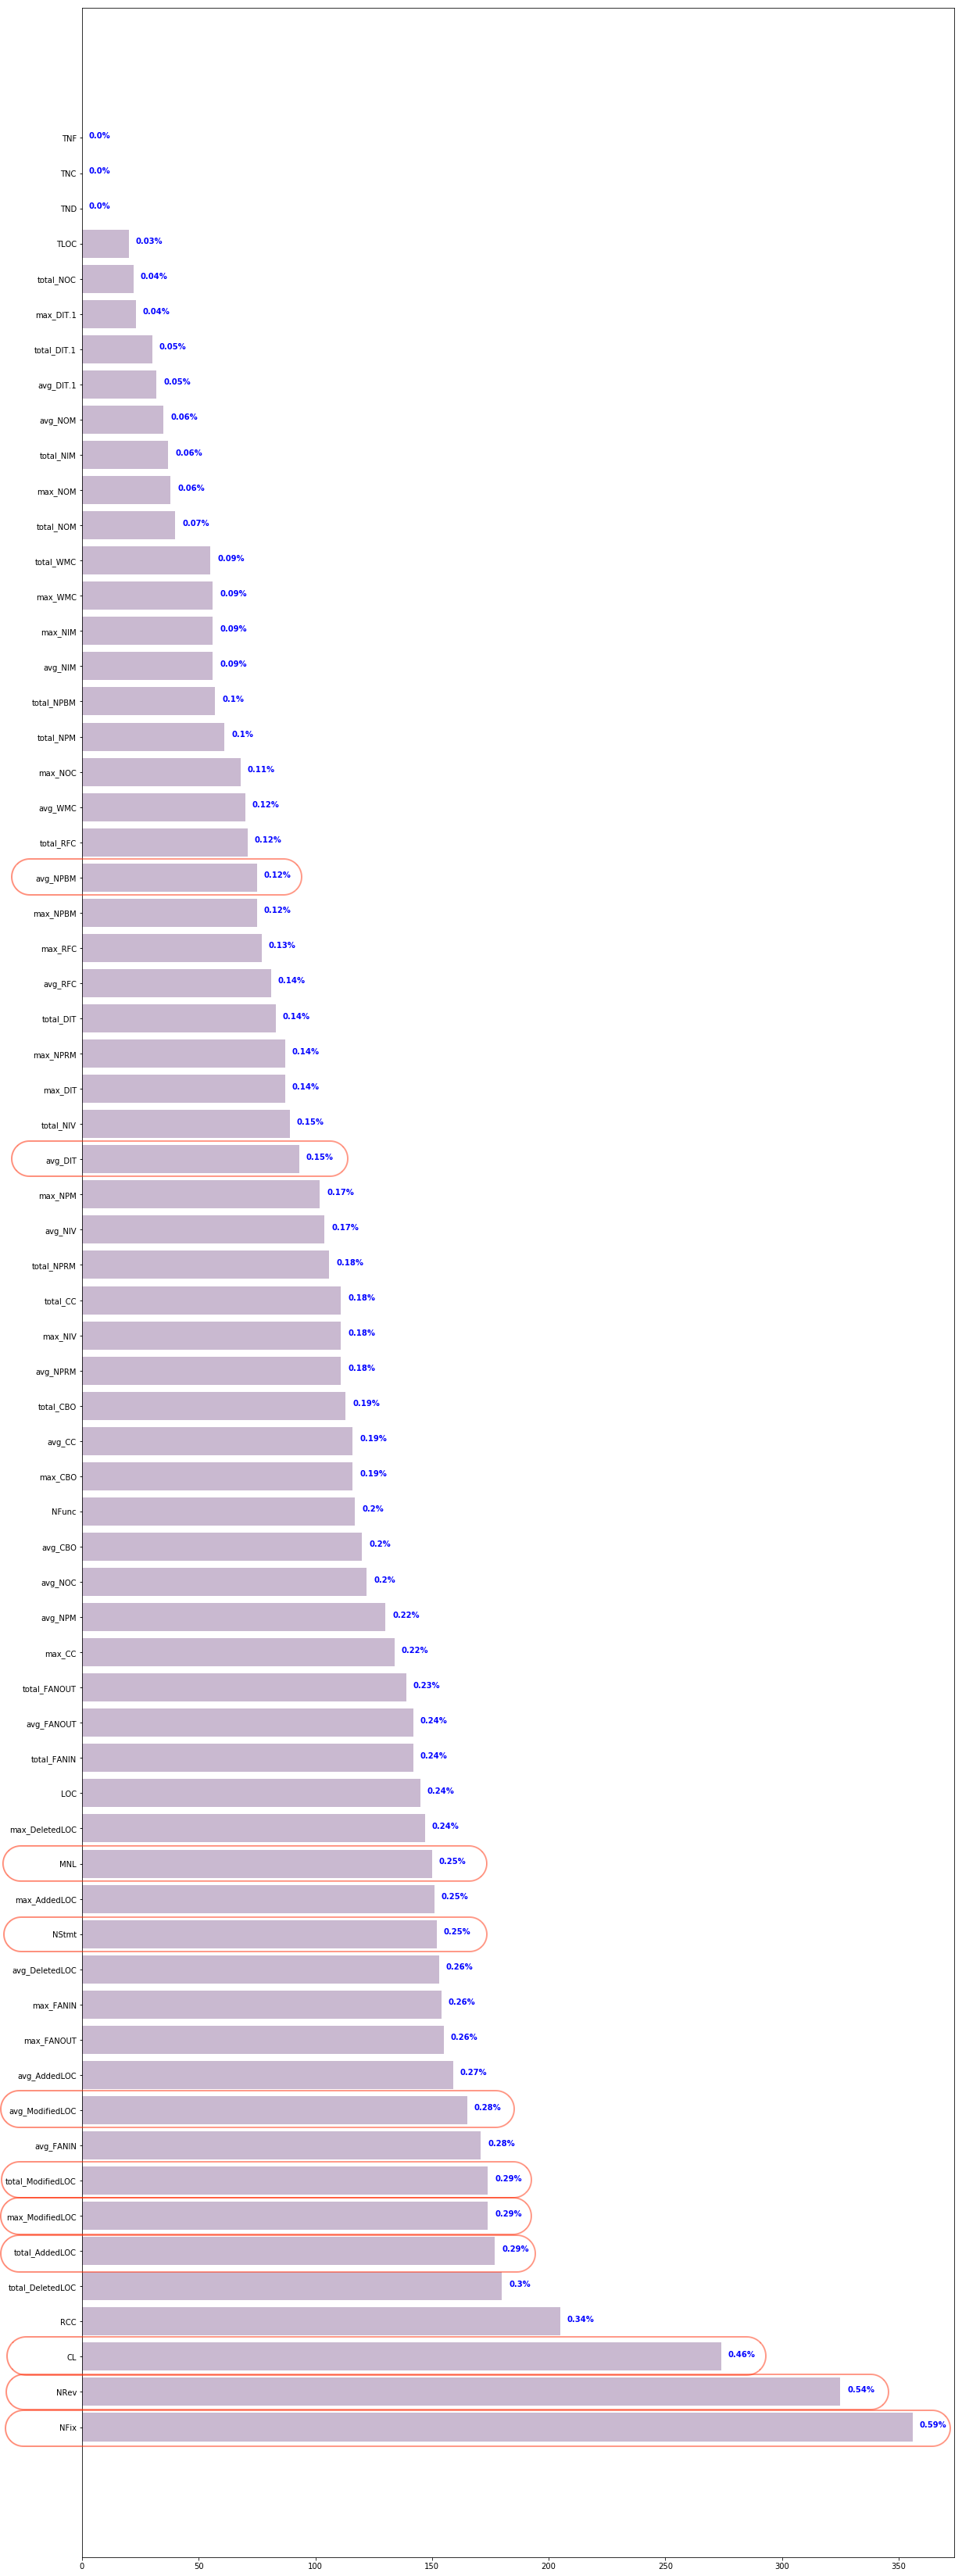 TNF 0.0%
TNC 0.0%
TND 0.0%
TLOC 0.03%
total_NOC 0.04%
max_DIT.1 0.04%
total_DIT.1 0.05%
avg_DIT.1 0.05%
avg_NOM 0.06%
total_NIM 0.06%
max_NOM 0.06%
total_NOM 0.07%
total_WMC 0.09%
max_WMC 0.09%
max_NIM 0.09%
avg_NIM 0.09%
total_NPBM 0.1%
total_NPM 0.1%
max_NOC 0.11%
avg_WMC 0.12%
total_RFC 0.12%
avg_NPBM 0.12%
max_NPBM 0.12%
max_RFC 0.13%
avg_RFC 0.14%
total_DIT 0.14%
max_NPRM 0.14%
max_DIT 0.14%
total_NIV 0.15%
avg_DIT 0.15%
max_NPM 0.17%
avg_NIV 0.17%
total_NPRM 0.18%
total_CC 0.18%
max_NIV 0.18%
avg_NPRM 0.18%
total_CBO 0.19%
avg_CC 0.19%
max_CBO 0.19%
NFunc 0.2%
avg_CBO 0.2%
avg_NOC 0.2%
avg_NPM 0.22%
max_CC 0.22%
total_FANOUT 0.23%
avg_FANOUT 0.24%
total_FANIN 0.24%
LOC 0.24%
max_DeletedLOC 0.24%
MNL 0.25%
max_AddedLOC 0.25%
NStmt 0.25%
avg_DeletedLOC 0.26%
max_FANIN 0.26%
max_FANOUT 0.26%
avg_AddedLOC 0.27%
avg_ModifiedLOC 0.28%
avg_FANIN 0.28%
total_ModifiedLOC 0.29%
max_ModifiedLOC 0.29%
total_AddedLOC 0.29%
total_DeletedLOC 0.3%
RCC 0.34%
CL 0.46%
NRev 0.54%
NFix 0.59%
0 50 100 150 200 250 300 350